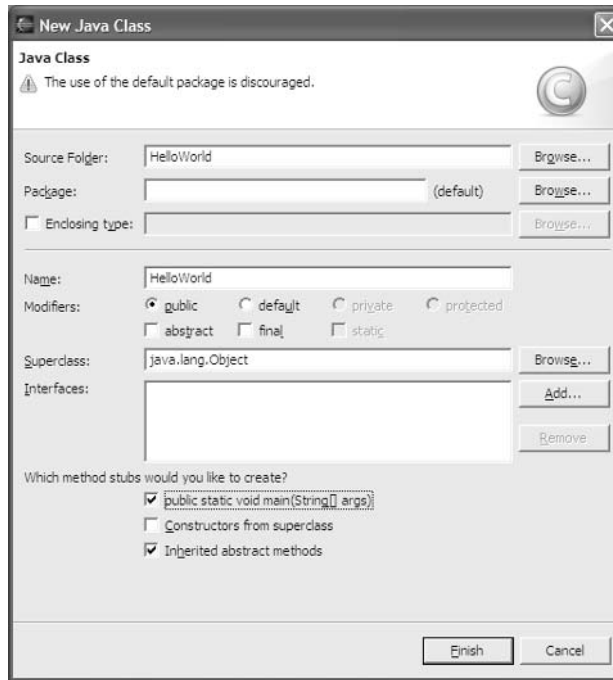 New Java Class
Java Class
The use of the default package is discouraged.
Source Folder: HelloWorld Browse...
Package: (default) Browse...
Enclosing type: Browse...
Name: HelloWorld
Modifiers: public default private protected
abstract final static
Superclass: java.lang.Object Browse...
Interfaces: Add...
Remove
Which method stubs would you like to create?
public static void main(String[] args)
Constructors from superclass
Inherited abstract methods
Finish Cancel